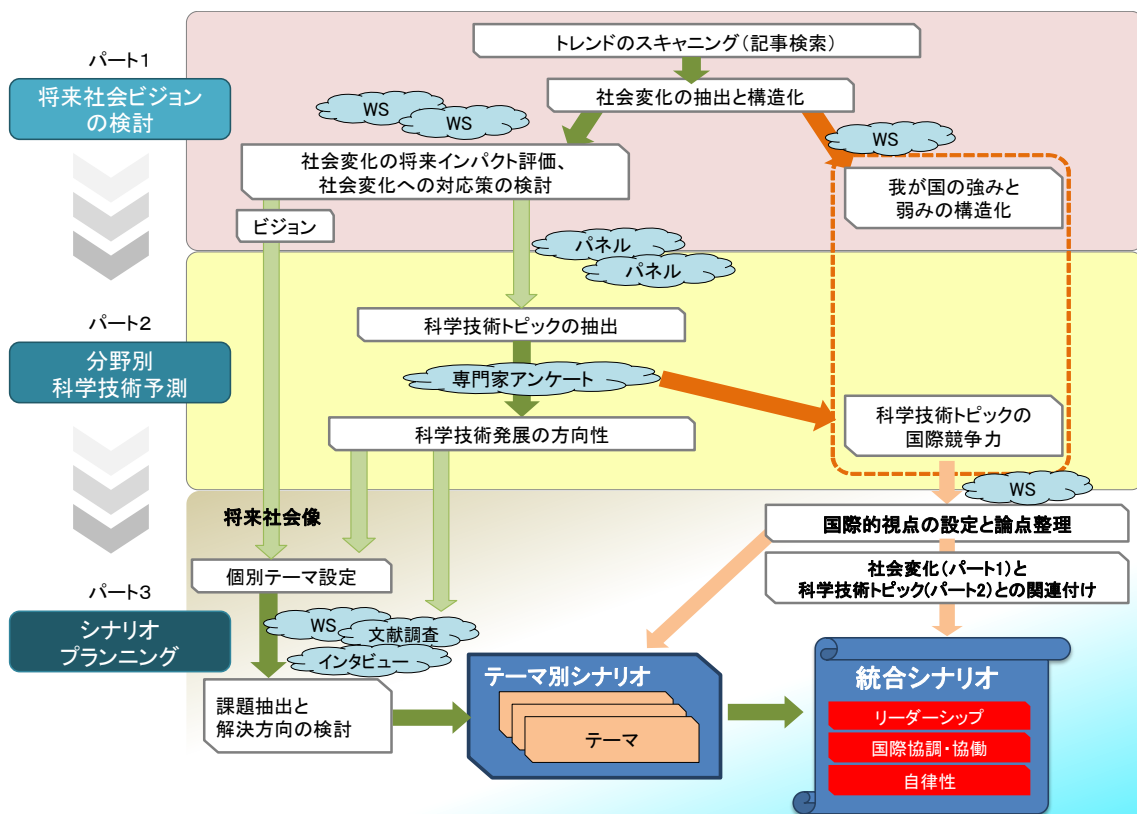 パート1
将来社会ビジョン
の検討
トレンドのスキャニング（記事検索）
社会変化の抽出と構造化
WS
WS
WS
社会変化の将来インパクト評価、
社会変化への対応策の検討
我が国の強みと
弱みの構造化
ビジョン
パネル
パネル
パート2
分野別
科学技術予測
科学技術トピックの抽出
専門家アンケート
科学技術発展の方向性
科学技術トピックの
国際競争力
WS
パート3
シナリオ
プランニング
将来社会像
国際的視点の設定と論点整理
個別テーマ設定
社会変化（パート1）と
科学技術トピック(パート2）との関連付け
WS
文献調査
インタビュー
課題抽出と
解決方向の検討
テーマ別シナリオ
テーマ
統合シナリオ
リーダーシップ
国際協調・協働
自律性